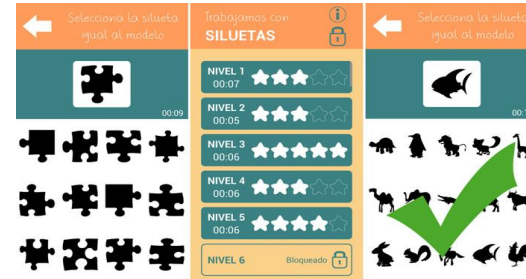 Selecciona la silueta
igual al modelo
00:09
Trabajamos con
SILUETAS
NIVEL 1
00:07
NIVEL 2
00:05
NIVEL 3
00:06
NIVEL 4
00:06
NIVEL 5
00:06
NIVEL 6
Bloqueado
Selecciona la silueta
igual al modelo